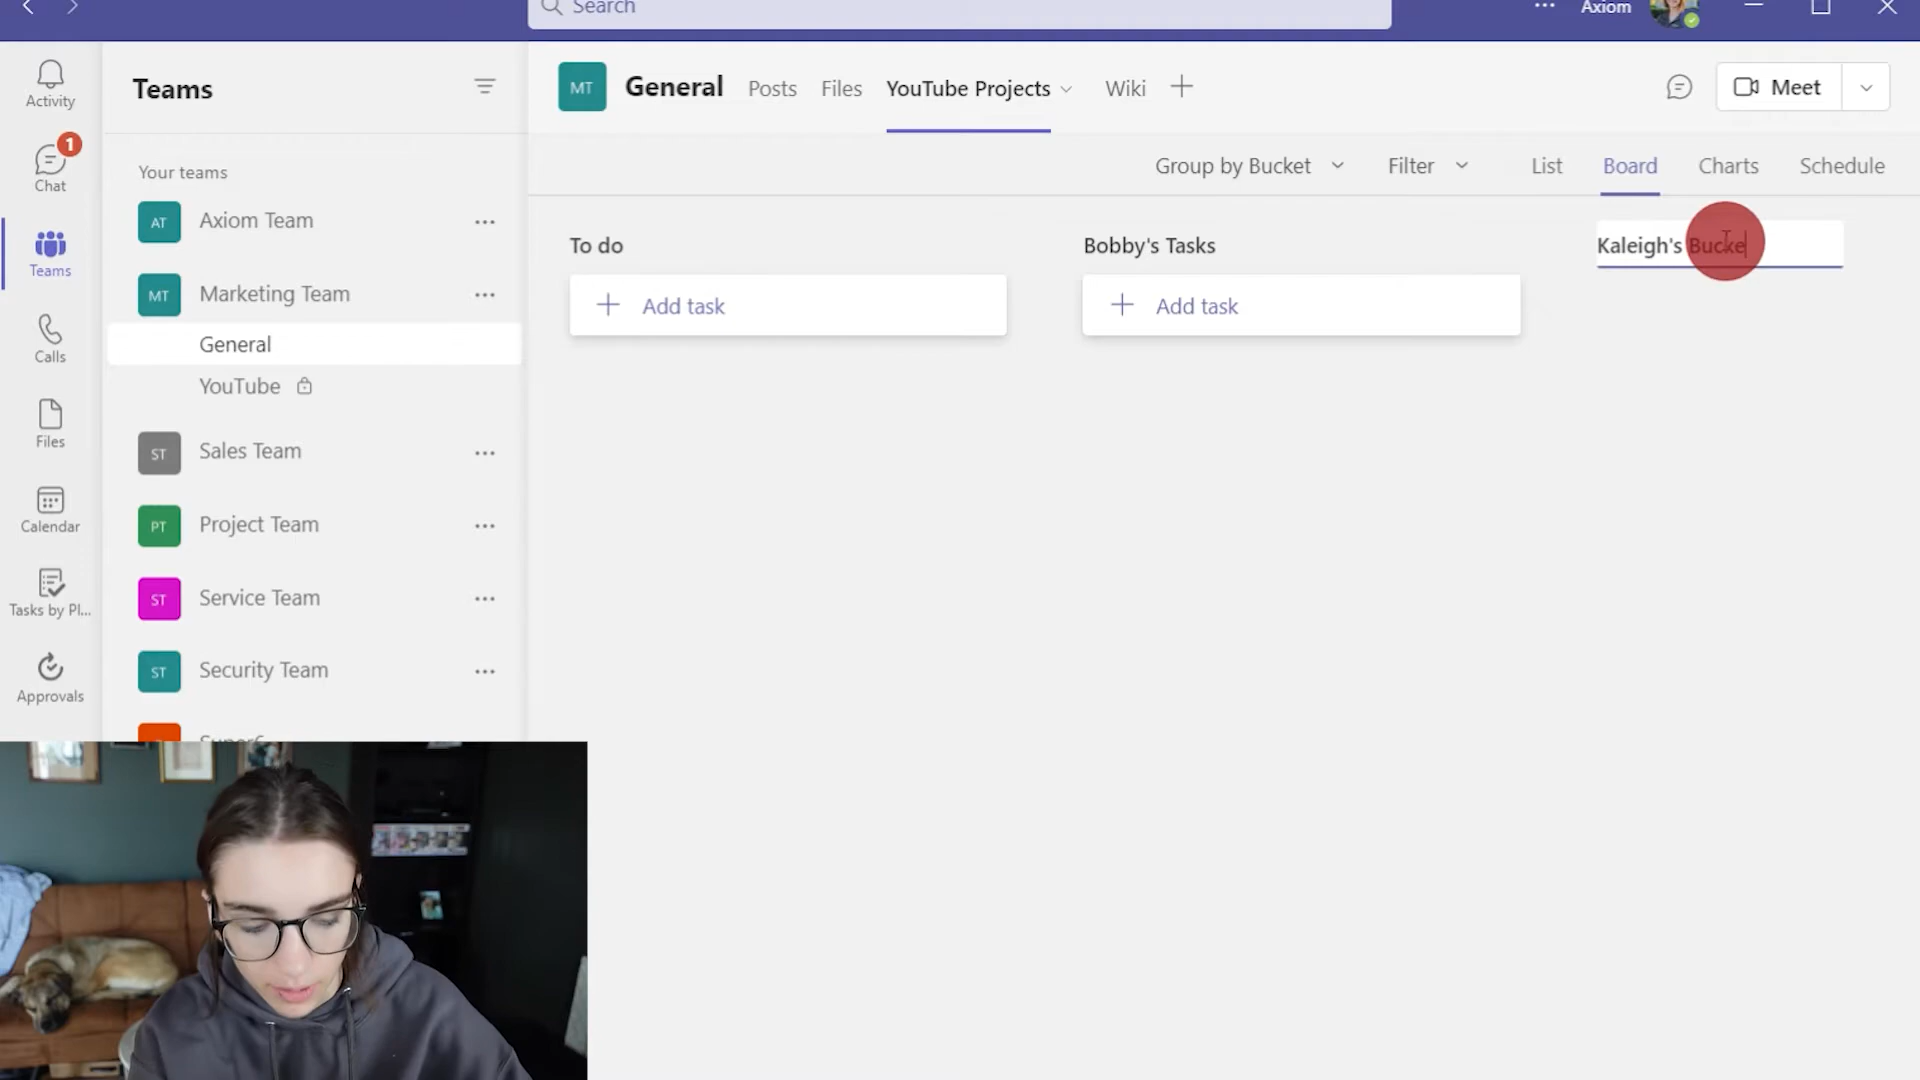 Search
Axiom
Activity
1
Chat
Teams
Calls
Files
Calendar
Tasks by Pl...
Approvals
Teams
Your teams
AT Axiom Team
MT Marketing Team
General
YouTube
ST Sales Team
PT Project Team
ST Service Team
ST Security Team
MT General Posts Files YouTube Projects Wiki
Meet
Group by Bucket Filter List Board Charts Schedule
To do
Add task
Bobby's Tasks
Add task
Kaleigh's Bucke